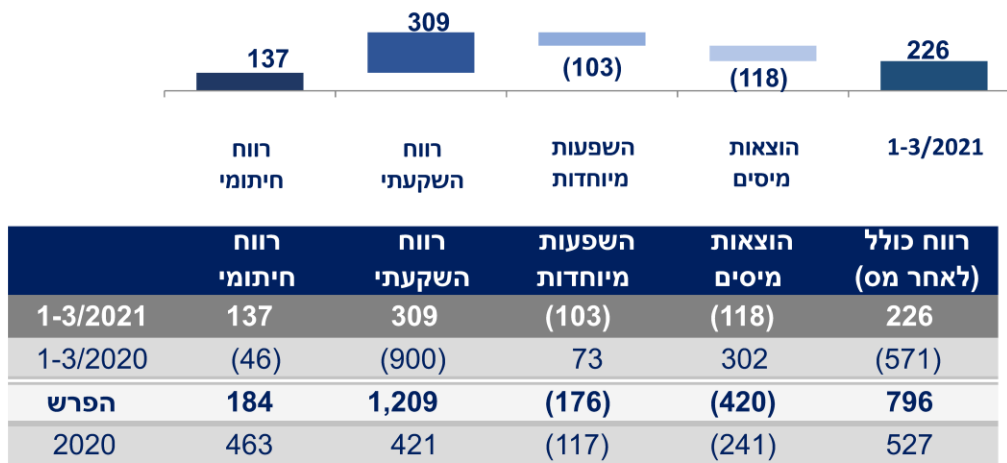 137 309 (103) (118) 226
רווח חיתומי
רווח השקעתי
השפעות מיוחדות
הוצאות מיסים
1-3/2021
רווח חיתומי
רווח השקעתי
השפעות מיוחדות
הוצאות מיסים
רווח כולל (לאחר מס)
1-3/2021 137 309 (103) (118) 226
1-3/2020 (46) (900) 73 302 (571)
הפרש 184 1,209 (176) (420) 796
2020 463 421 (117) (241) 527